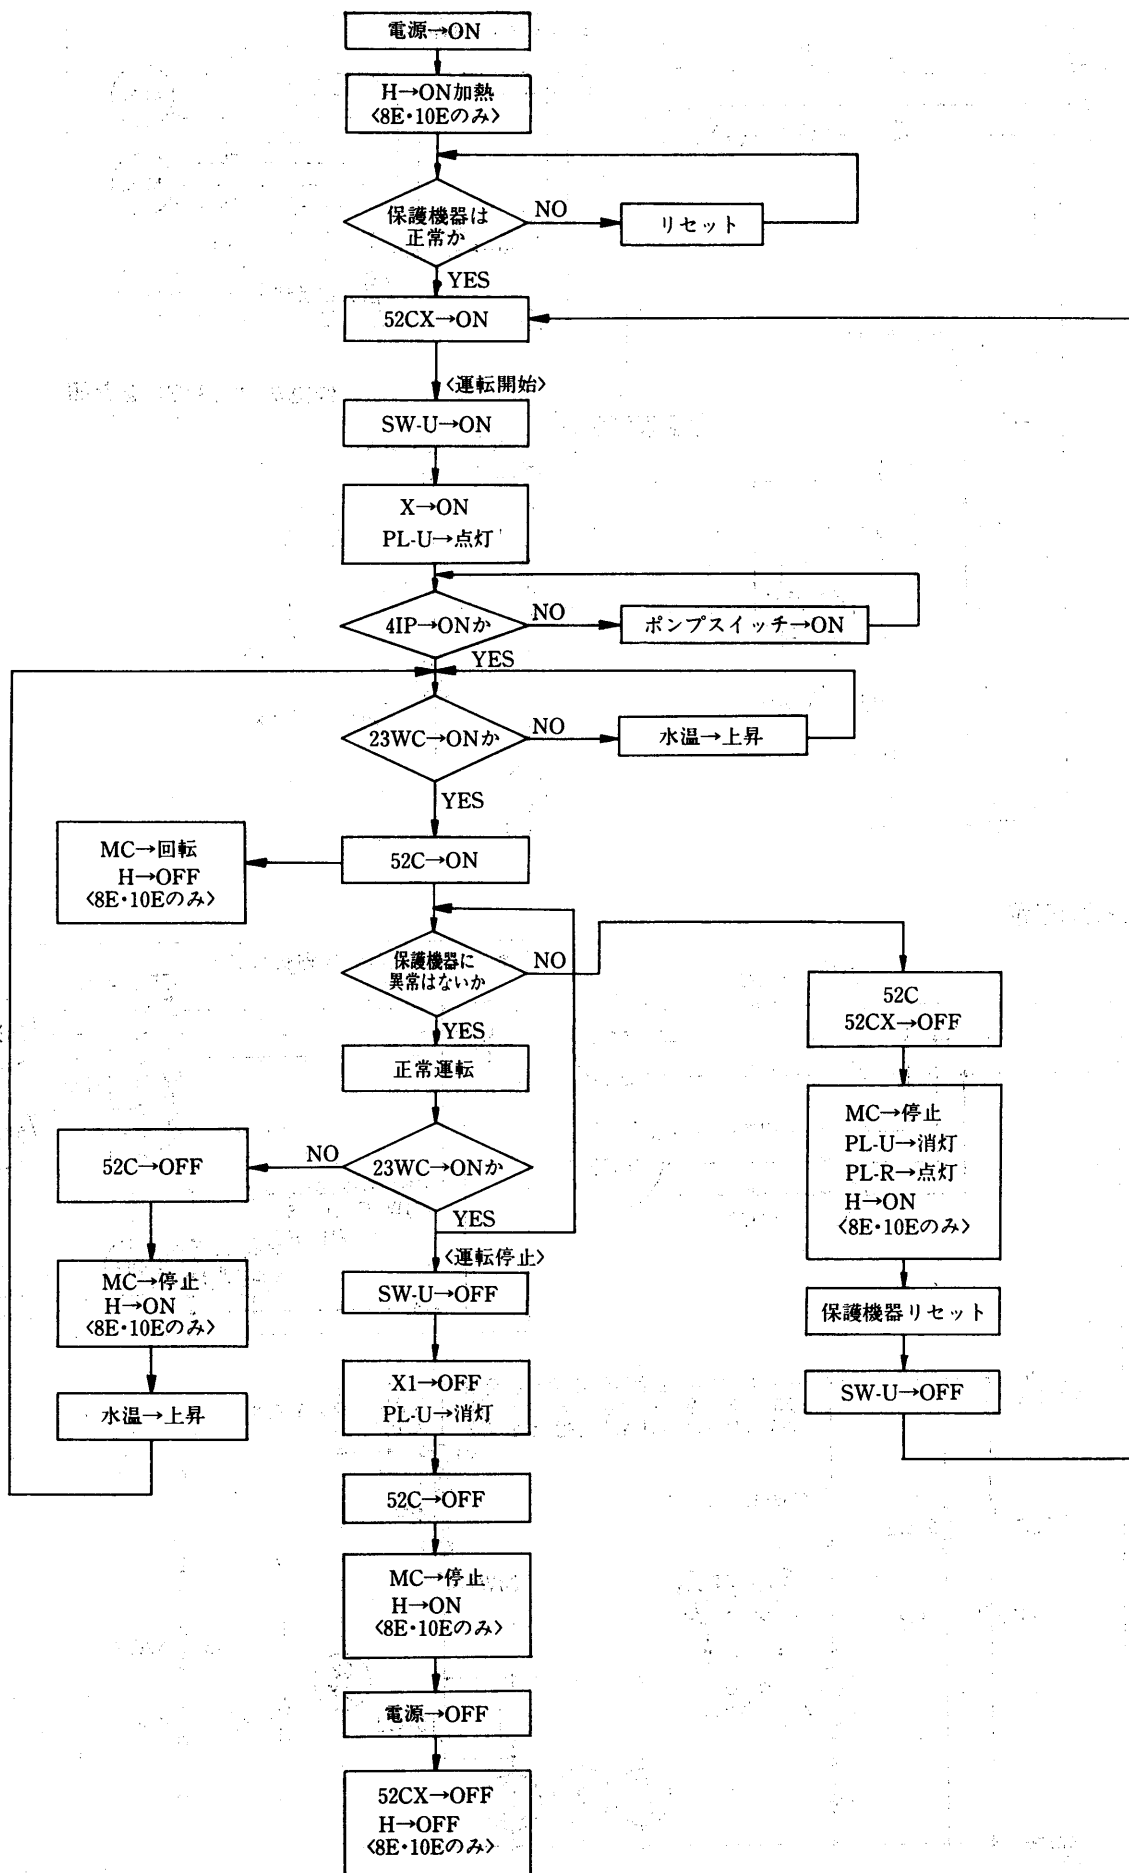 電源→ON
H→ON加熱
〈8E・10Eのみ〉
保護機器は
正常か
NO
リセット
YES
52CX→ON
〈運転開始〉
SW-U→ON
X→ON
PL-U→点灯
4IP→ONか
NO
ポンプスイッチ→ON
YES
23WC→ONか
NO
水温→上昇
YES
52C→ON
MC→回転
H→OFF
〈8E・10Eのみ〉
保護機器に
異常はないか
NO
YES
正常運転
23WC→ONか
NO
YES
52C→OFF
MC→停止
H→ON
〈8E・10Eのみ〉
水温→上昇
52C
52CX→OFF
MC→停止
PL-U→消灯
PL-R→点灯
H→ON
〈8E・10Eのみ〉
保護機器リセット
SW-U→OFF
〈運転停止〉
SW-U→OFF
X1→OFF
PL-U→消灯
52C→OFF
MC→停止
H→ON
〈8E・10Eのみ〉
電源→OFF
52CX→OFF
H→OFF
〈8E・10Eのみ〉